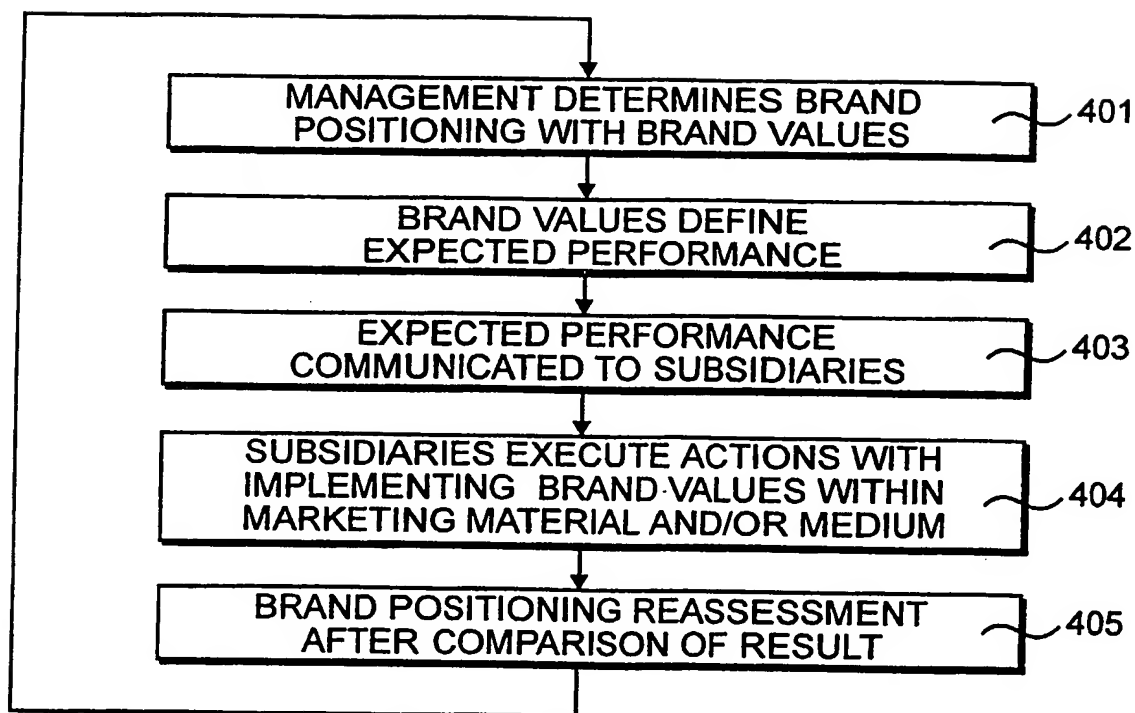 MANAGEMENT DETERMINES BRAND
POSITIONING WITH BRAND VALUES
401
BRAND VALUES DEFINE
EXPECTED PERFORMANCE
402
EXPECTED PERFORMANCE
COMMUNICATED TO SUBSIDIARIES
403
SUBSIDIARIES EXECUTE ACTIONS WITH
IMPLEMENTING BRAND VALUES WITHIN
MARKETING MATERIAL AND/OR MEDIUM
404
BRAND POSITIONING REASSESSMENT
AFTER COMPARISON OF RESULT
405